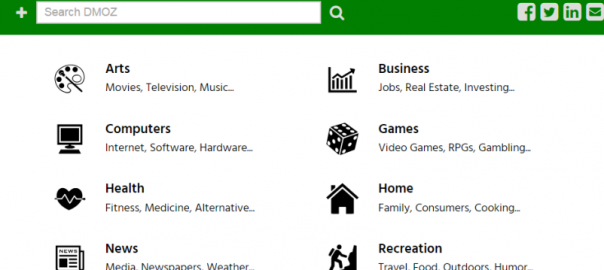 Search DMOZ
Arts
Movies, Television, Music...
Business
Jobs, Real Estate, Investing...
Computers
Internet, Software, Hardware...
Games
Video Games, RPGs, Gambling...
Health
Fitness, Medicine, Alternative...
Home
Family, Consumers, Cooking...
News
Media, Newspapers, Weather...
Recreation
Travel, Food, Outdoors, Humor...